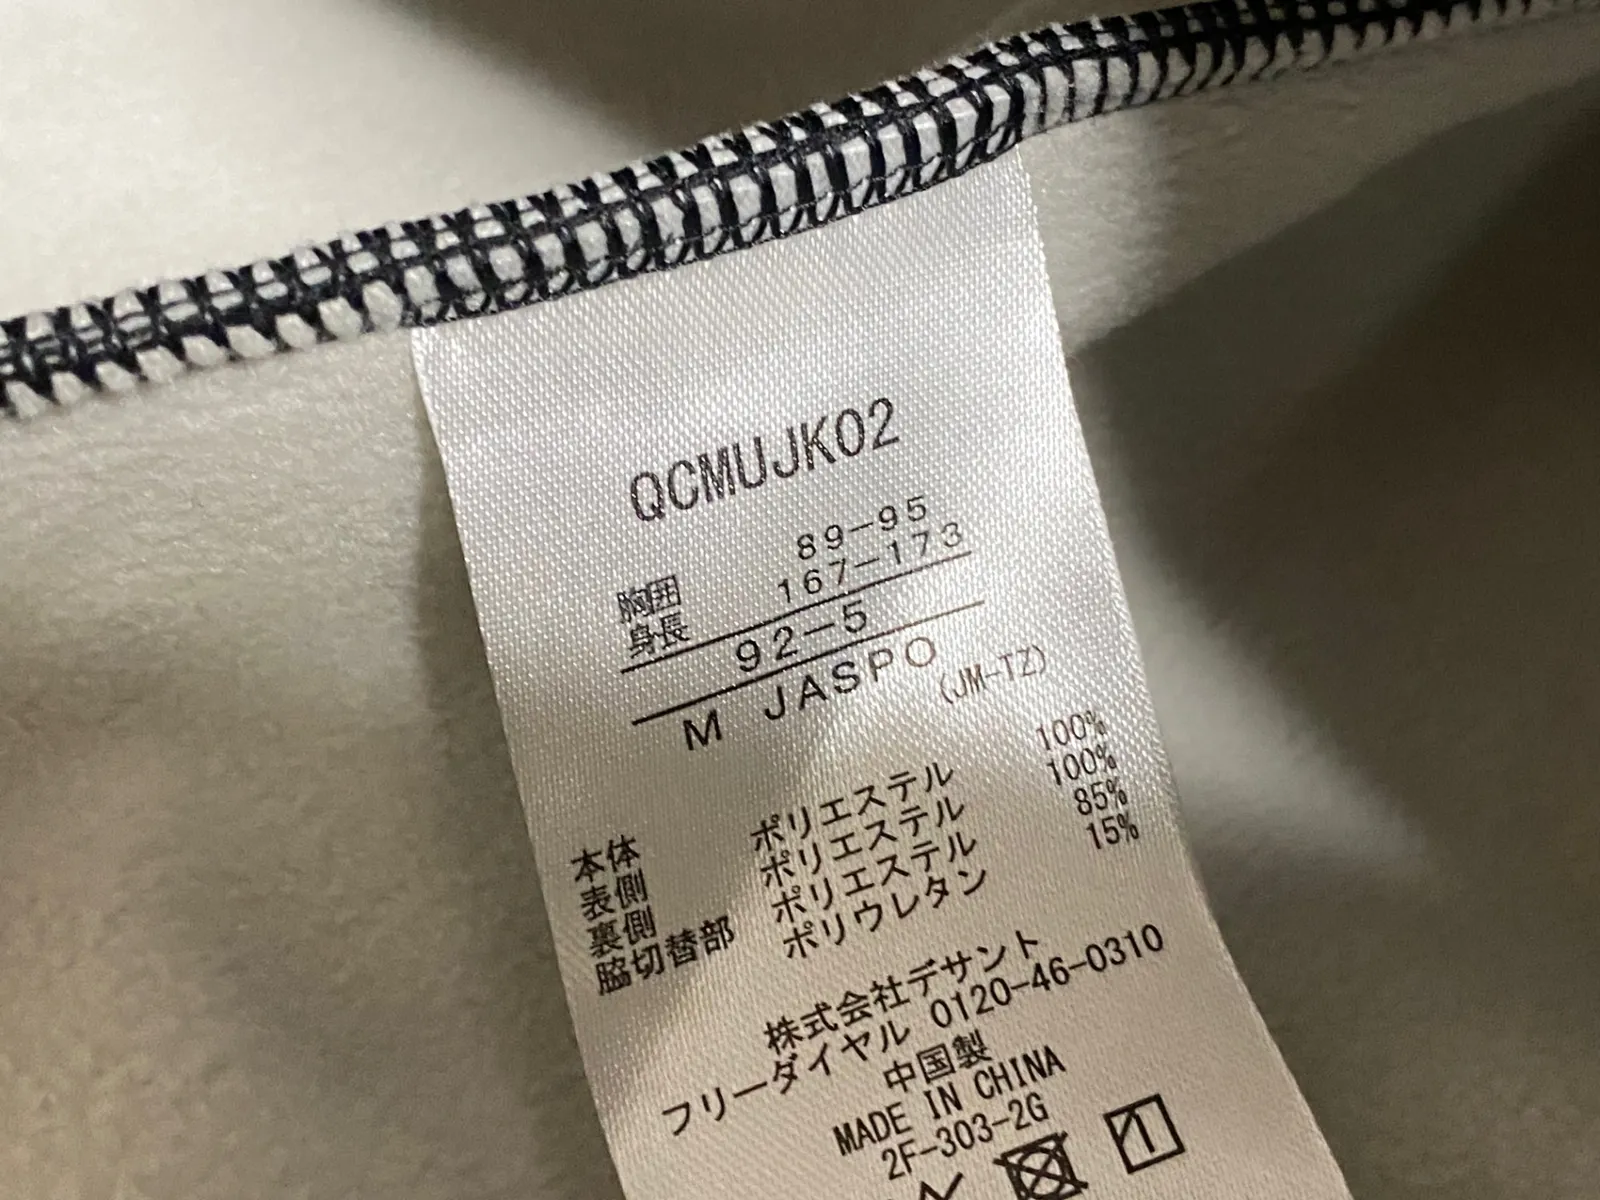 QCMUJK02
胸囲 89-95
身長 167-173
92-5
M JASPO
(JM-TZ)
本体
表側 ポリエステル 100%
裏側 ポリエステル 100%
脇切替部 ポリエステル 85%
ポリウレタン 15%
株式会社デサント
フリーダイヤル 0120-46-0310
中国製
MADE IN CHINA
2F-303-2G